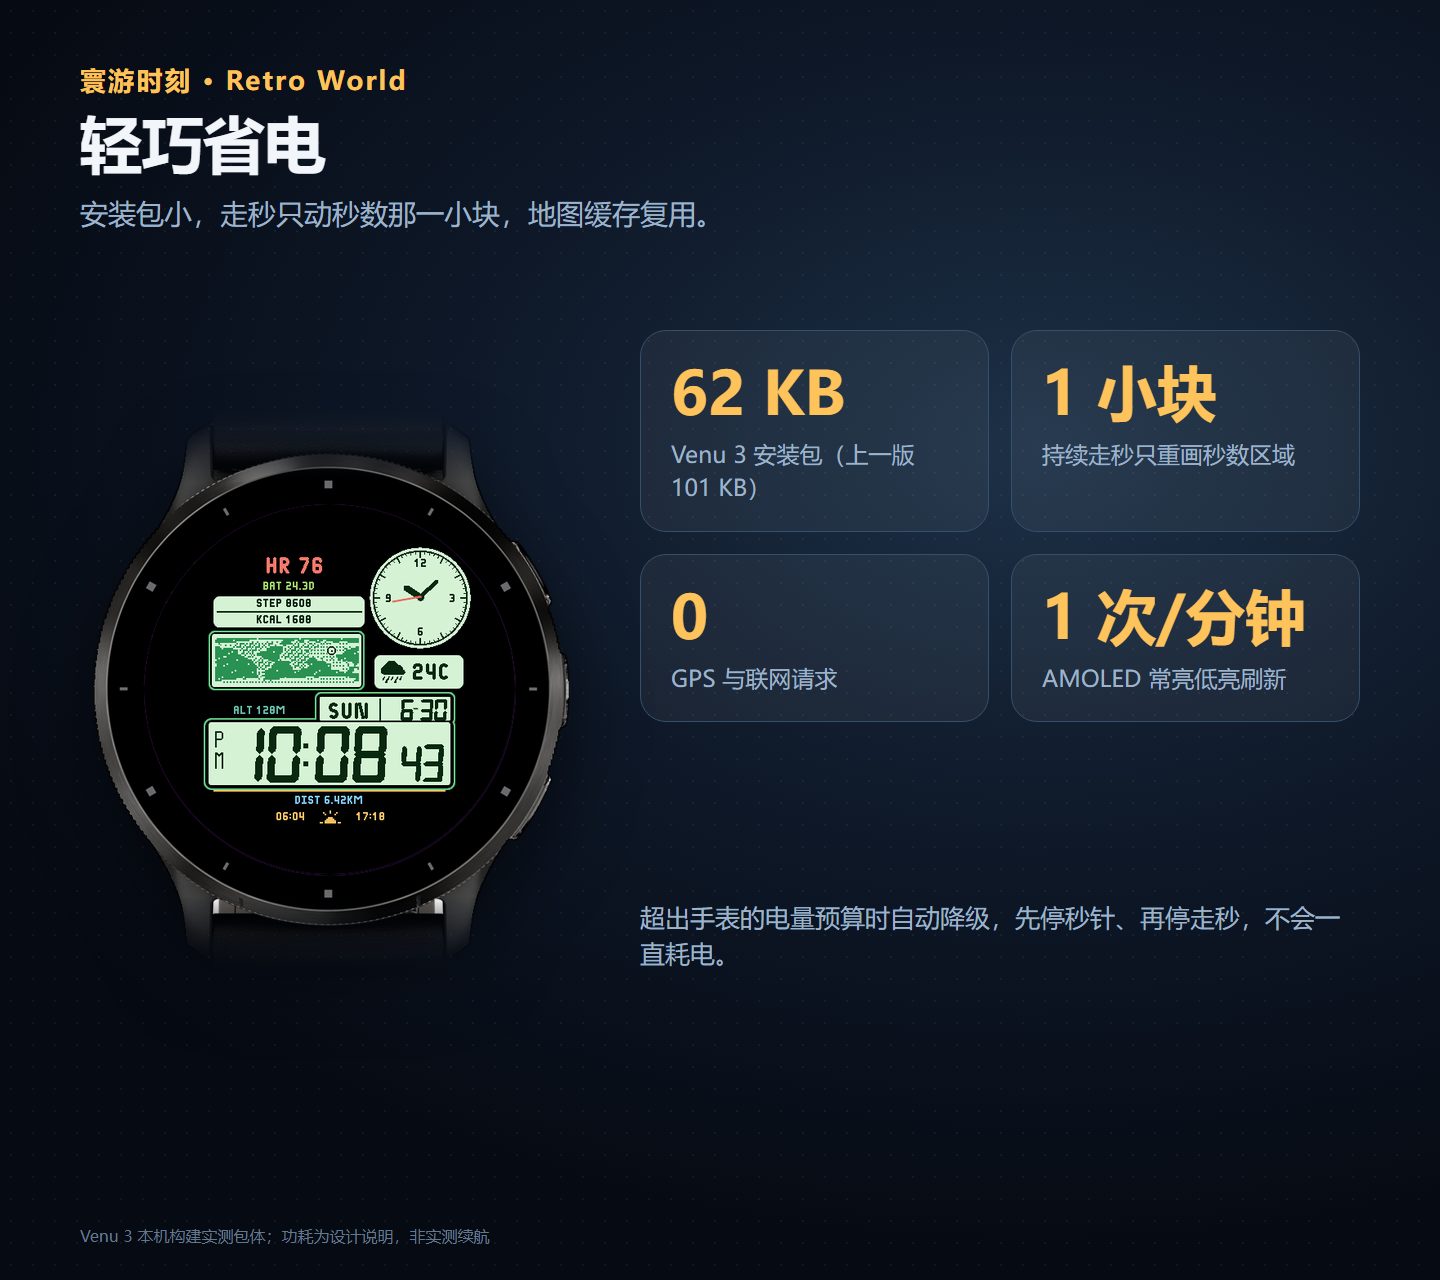 寰游时刻 • Retro World
轻巧省电
安装包小，走秒只动秒数那一小块，地图缓存复用。
62 KB
Venu 3 安装包（上一版
101 KB）
1 小块
持续走秒只重画秒数区域
0
GPS 与联网请求
1 次/分钟
AMOLED 常亮低亮刷新
HR 76
BAT 24.3D
STEP 8608
KCAL 1688
12
9
3
6
24C
ALT 128M
SUN
6-30
PM
10:08
43
DIST 6.42KM
06:04
17:18
超出手表的电量预算时自动降级，先停秒针、再停走秒，不会一
直耗电。
Venu 3 本机构建实测包体；功耗为设计说明，非实测续航